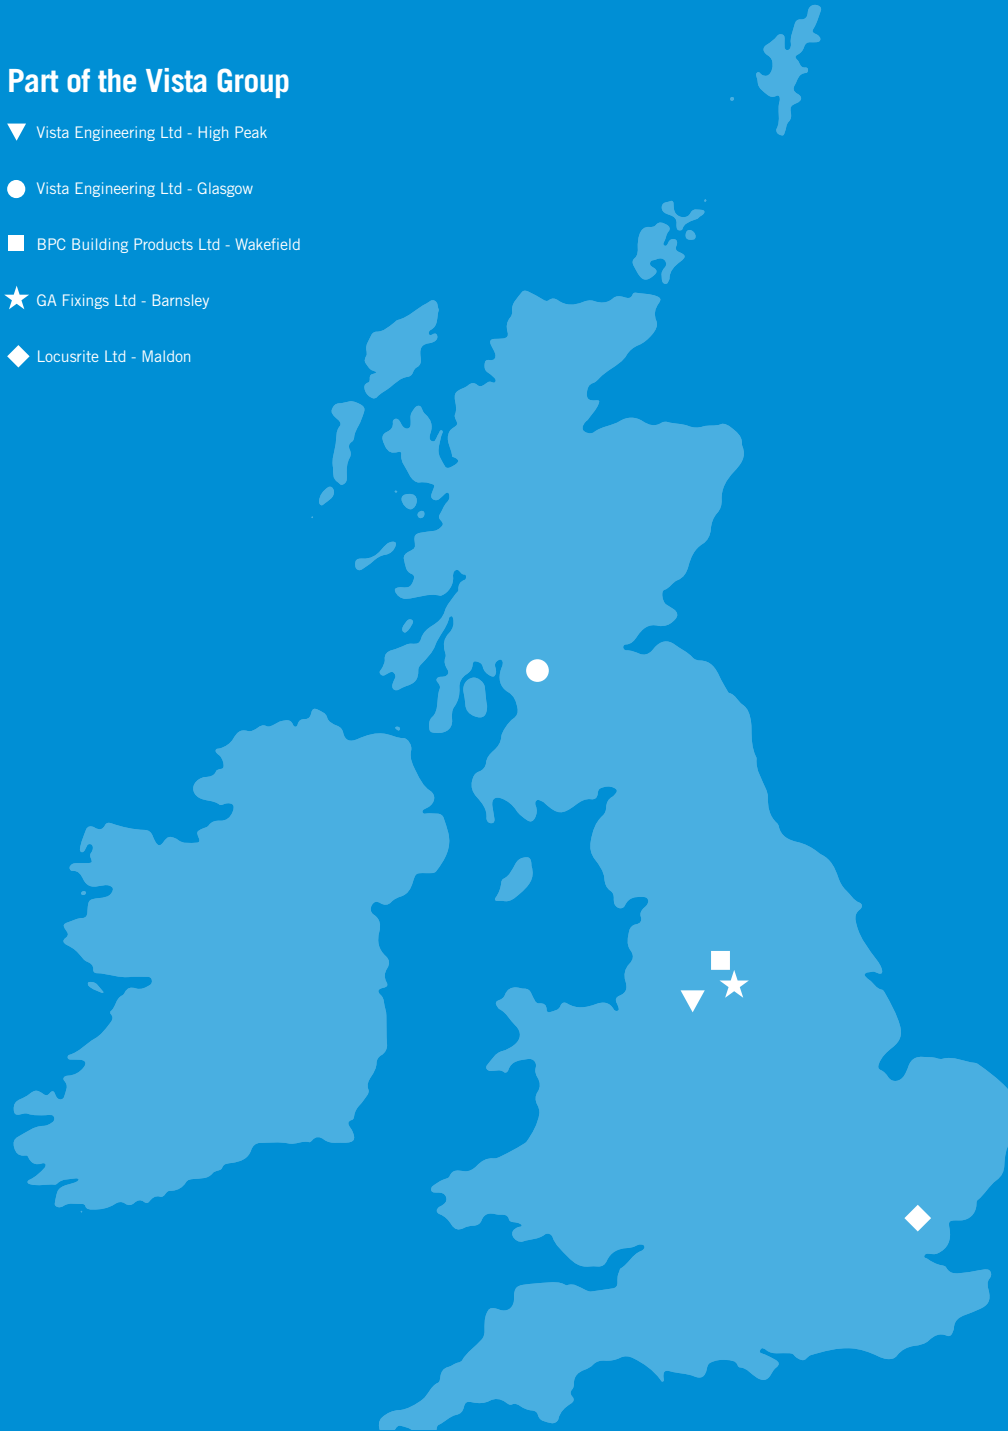 Part of the Vista Group
Vista Engineering Ltd - High Peak
Vista Engineering Ltd - Glasgow
BPC Building Products Ltd - Wakefield
GA Fixings Ltd - Barnsley
Locusrite Ltd - Maldon